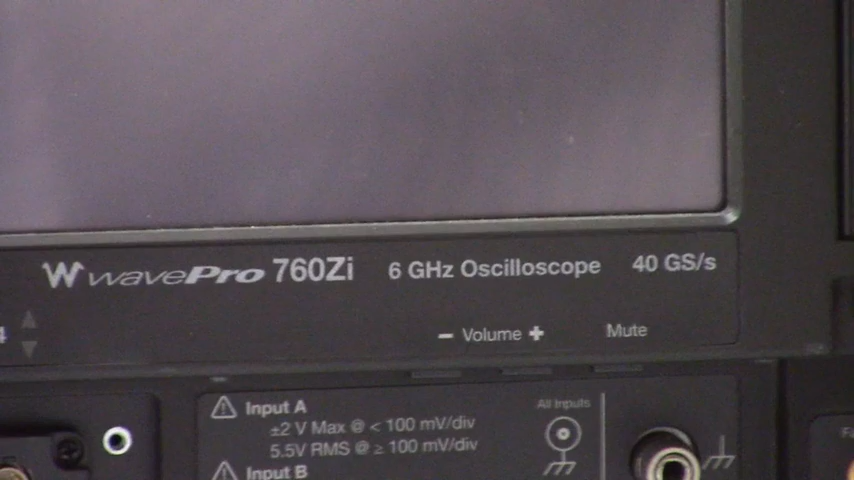 wavePro 760Zi 6 GHz Oscilloscope 40 GS/s
4
− Volume + Mute
Input A
±2 V Max @ < 100 mV/div
5.5V RMS @ ≥ 100 mV/div
Input B
All Inputs